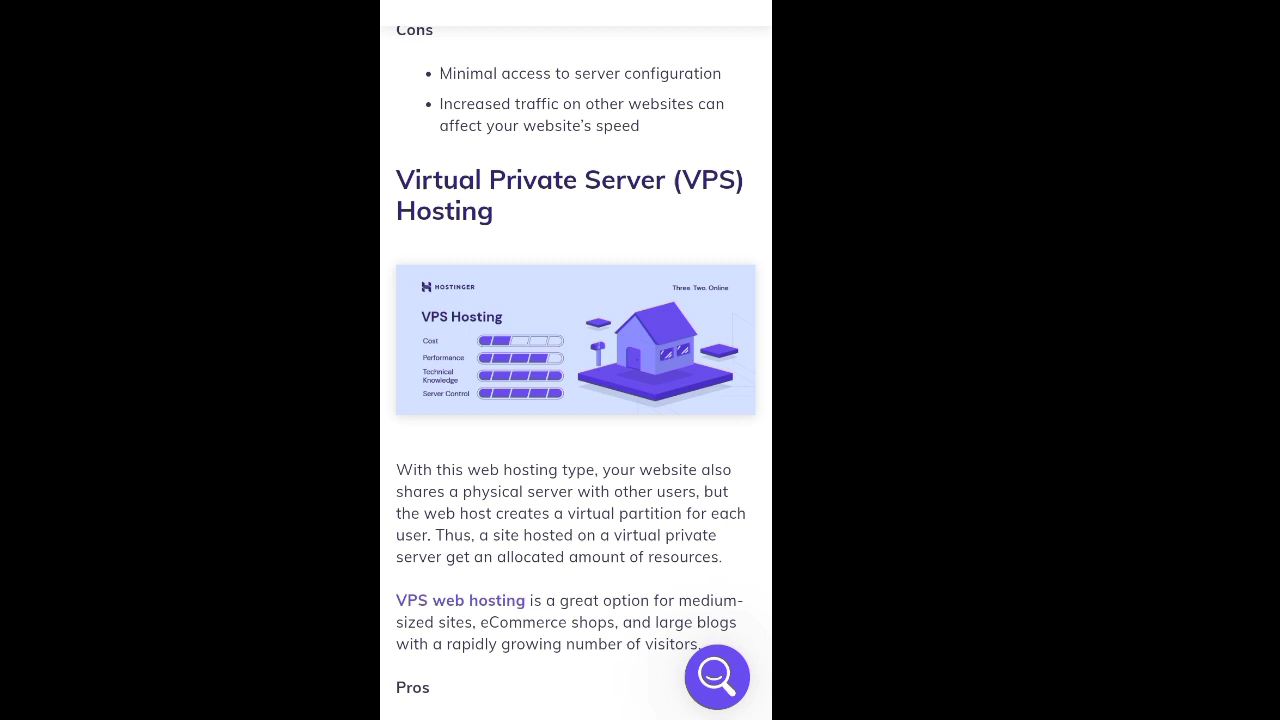 Cons
• Minimal access to server configuration
• Increased traffic on other websites can
affect your website’s speed
Virtual Private Server (VPS)
Hosting
HOSTINGER
Three. Two. Online
VPS Hosting
Cost
Performance
Technical
Knowledge
Server Control
With this web hosting type, your website also
shares a physical server with other users, but
the web host creates a virtual partition for each
user. Thus, a site hosted on a virtual private
server get an allocated amount of resources.
VPS web hosting is a great option for medium-
sized sites, eCommerce shops, and large blogs
with a rapidly growing number of visitors.
Pros